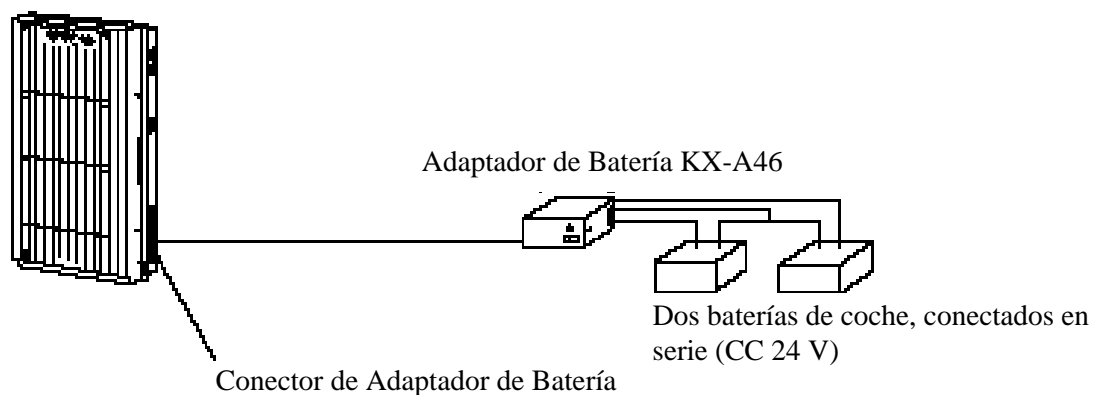 Adaptador de Batería KX-A46
Dos baterías de coche, conectados en
serie (CC 24 V)
Conector de Adaptador de Batería